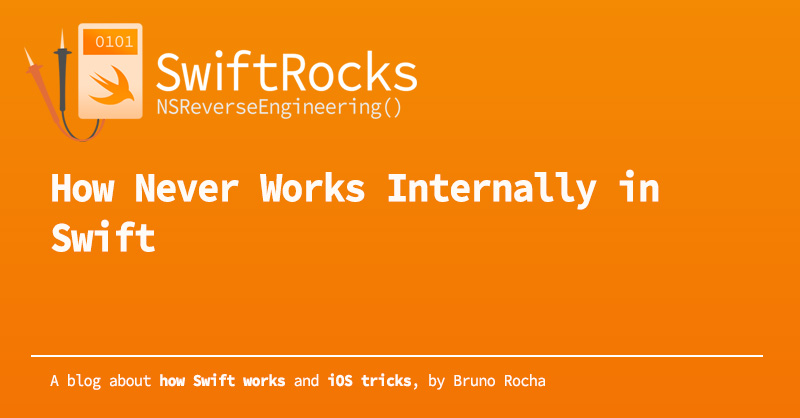 0101
SwiftRocks
NSReverseEngineering()
How Never Works Internally in
Swift
A blog about how Swift works and iOS tricks, by Bruno Rocha